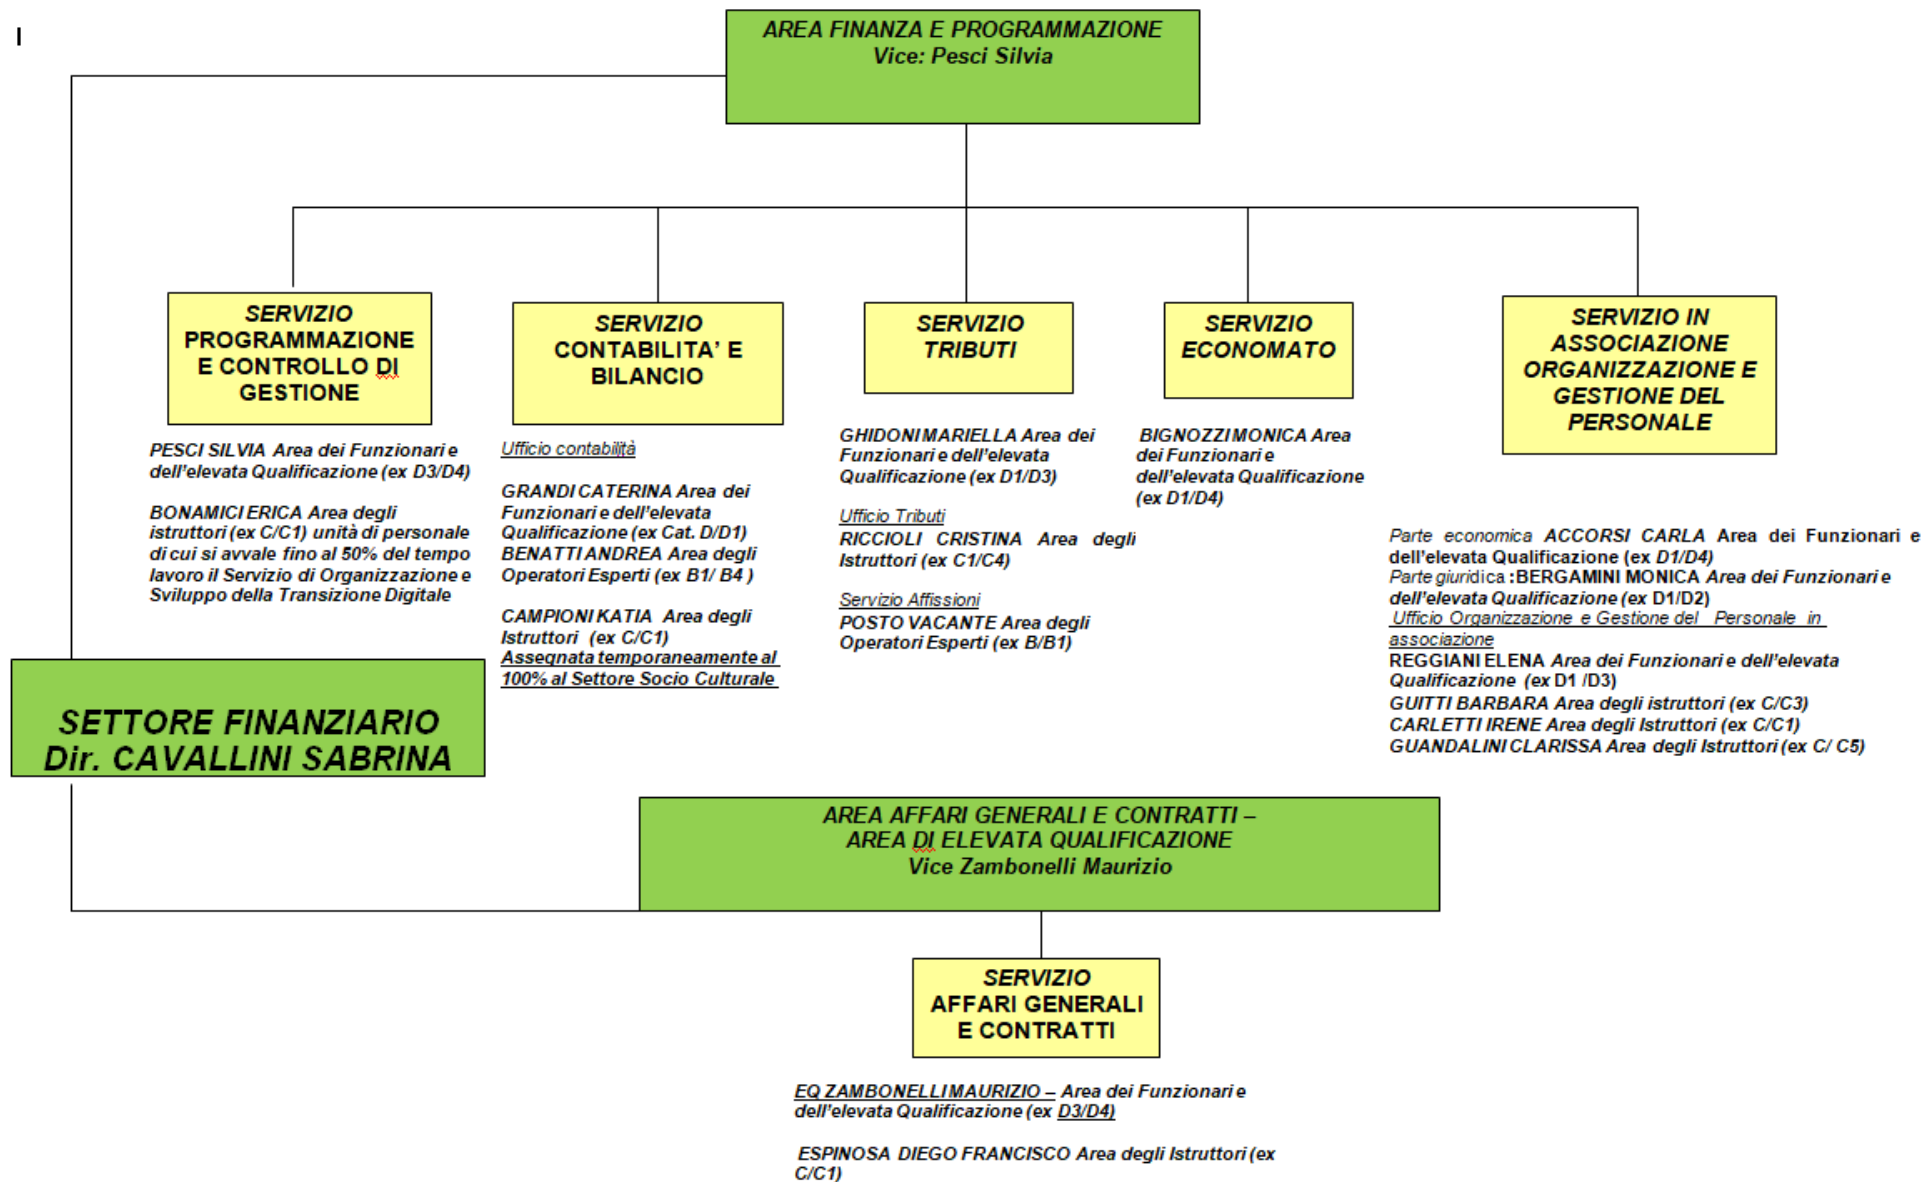 I
AREA FINANZA E PROGRAMMAZIONE
Vice: Pesci Silvia
SERVIZIO
PROGRAMMAZIONE
E CONTROLLO DI
GESTIONE
PESCI SILVIA Area dei Funzionari e
dell'elevata Qualificazione (ex D3/D4)
BONAMICI ERICA Area degli
istruttori (ex C/C1) unità di personale
di cui si avvale fino al 50% del tempo
lavoro il Servizio di Organizzazione e
Sviluppo della Transizione Digitale
SERVIZIO
CONTABILITA' E
BILANCIO
Ufficio contabilità
GRANDI CATERINA Area dei
Funzionari e dell'elevata
Qualificazione (ex Cat. D/D1)
BENATTI ANDREA Area degli
Operatori Esperti (ex B1/ B4 )
CAMPIONI KATIA Area degli
Istruttori (ex C/C1)
Assegnata temporaneamente al
100% al Settore Socio Culturale
SERVIZIO
TRIBUTI
GHIDONI MARIELLA Area dei
Funzionari e dell'elevata
Qualificazione (ex D1/D3)
Ufficio Tributi
RICCIOLI CRISTINA Area degli
Istruttori (ex C1/C4)
Servizio Affissioni
POSTO VACANTE Area degli
Operatori Esperti (ex B/B1)
SERVIZIO
ECONOMATO
BIGNOZZI MONICA Area
dei Funzionari e
dell'elevata Qualificazione
(ex D1/D4)
SERVIZIO IN
ASSOCIAZIONE
ORGANIZZAZIONE E
GESTIONE DEL
PERSONALE
Parte economica ACCORSI CARLA Area dei Funzionari e
dell'elevata Qualificazione (ex D1/D4)
Parte giuridica :BERGAMINI MONICA Area dei Funzionari e
dell'elevata Qualificazione (ex D1/D2)
Ufficio Organizzazione e Gestione del Personale in
associazione
REGGIANI ELENA Area dei Funzionari e dell'elevata
Qualificazione (ex D1 /D3)
GUITTI BARBARA Area degli istruttori (ex C/C3)
CARLETTI IRENE Area degli Istruttori (ex C/C1)
GUANDALINI CLARISSA Area degli Istruttori (ex C/ C5)
SETTORE FINANZIARIO
Dir. CAVALLINI SABRINA
AREA AFFARI GENERALI E CONTRATTI –
AREA DI ELEVATA QUALIFICAZIONE
Vice Zambonelli Maurizio
SERVIZIO
AFFARI GENERALI
E CONTRATTI
EQ ZAMBONELLI MAURIZIO – Area dei Funzionari e
dell'elevata Qualificazione (ex D3/D4)
ESPINOSA DIEGO FRANCISCO Area degli Istruttori (ex
C/C1)